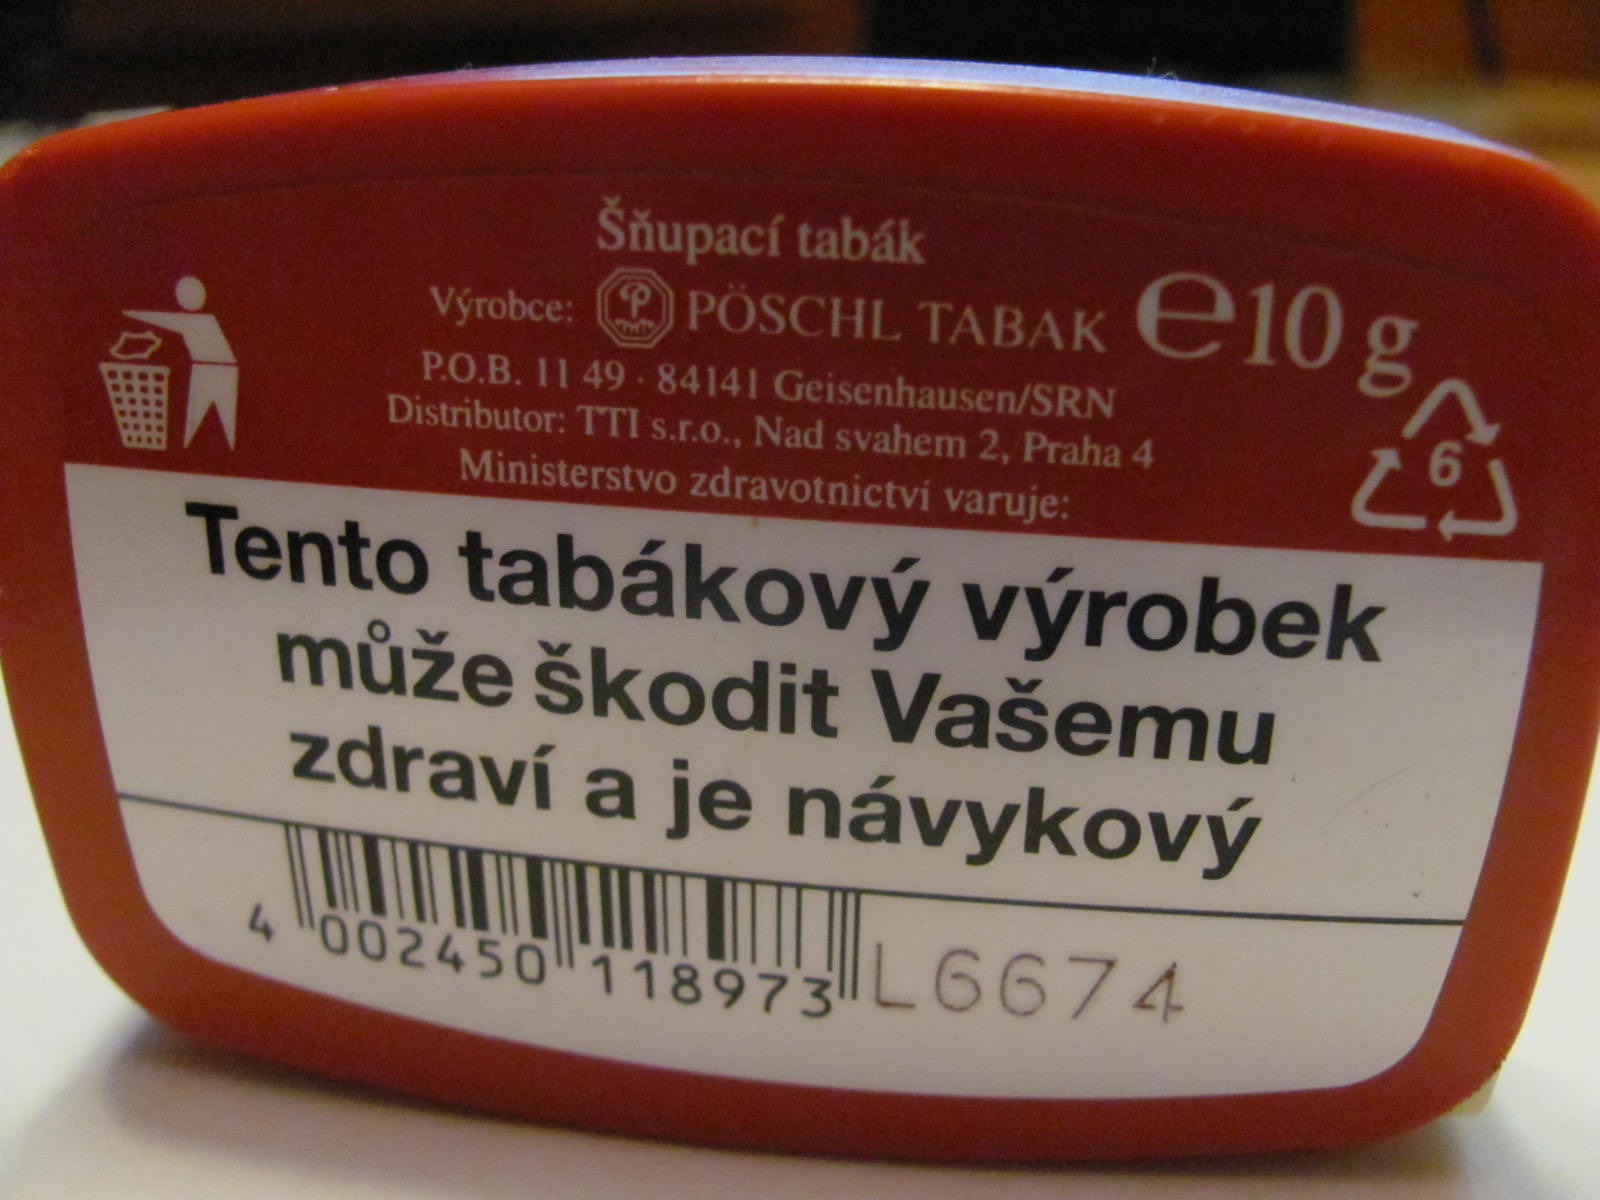 Šňupací tabák
Výrobce: PÖSCHL TABAK ℮10 g
P.O.B. 11 49 · 84141 Geisenhausen/SRN
Distributor: TTI s.r.o., Nad svahem 2, Praha 4
6
Ministerstvo zdravotnictví varuje:
Tento tabákový výrobek
může škodit Vašemu
zdraví a je návykový
4 002450 118973 L6674